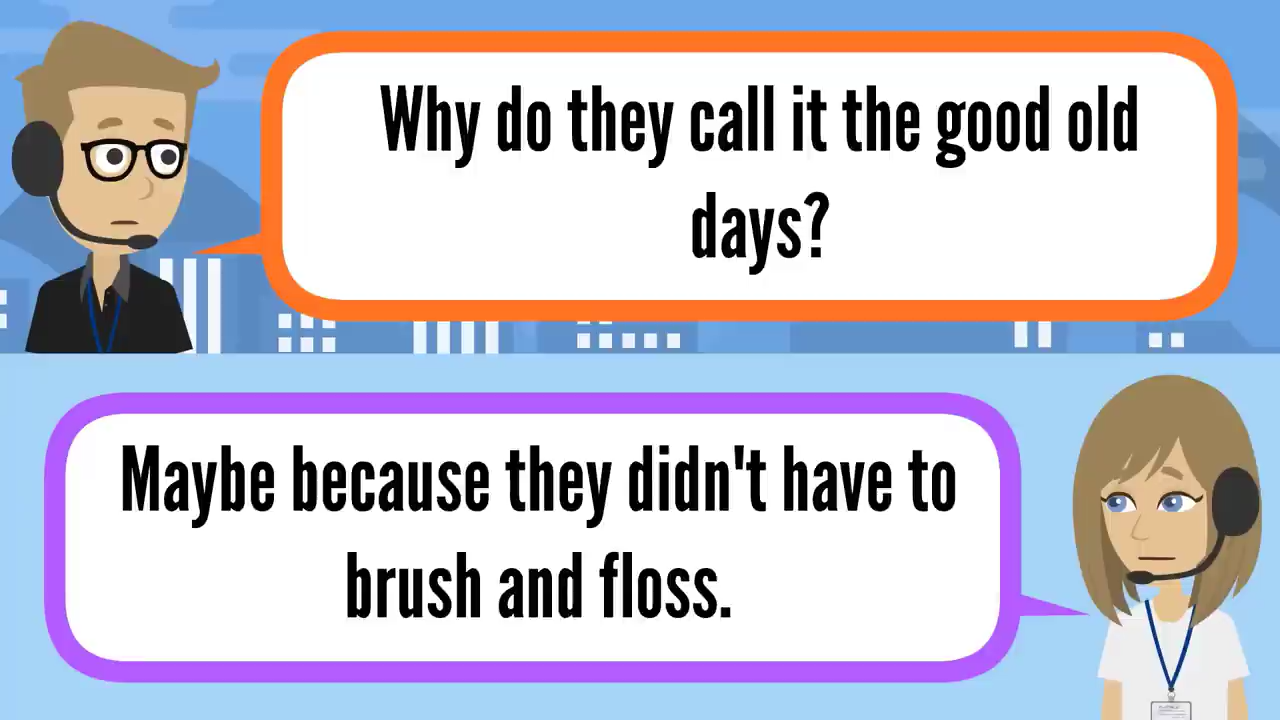 Why do they call it the good old
days?
Maybe because they didn't have to
brush and floss.